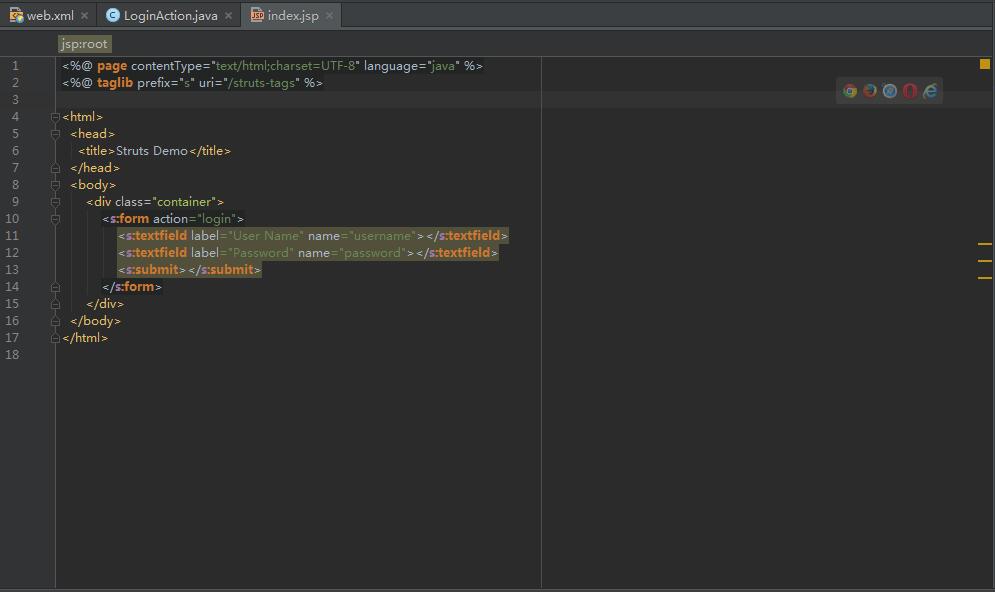 web.xml LoginAction.java index.jsp
jsp:root
1 <%@ page contentType="text/html;charset=UTF-8" language="java" %>
2 <%@ taglib prefix="s" uri="/struts-tags" %>
3
4 <html>
5 <head>
6 <title>Struts Demo</title>
7 </head>
8 <body>
9 <div class="container">
10 <s:form action="login">
11 <s:textfield label="User Name" name="username"></s:textfield>
12 <s:textfield label="Password" name="password"></s:textfield>
13 <s:submit></s:submit>
14 </s:form>
15 </div>
16 </body>
17 </html>
18